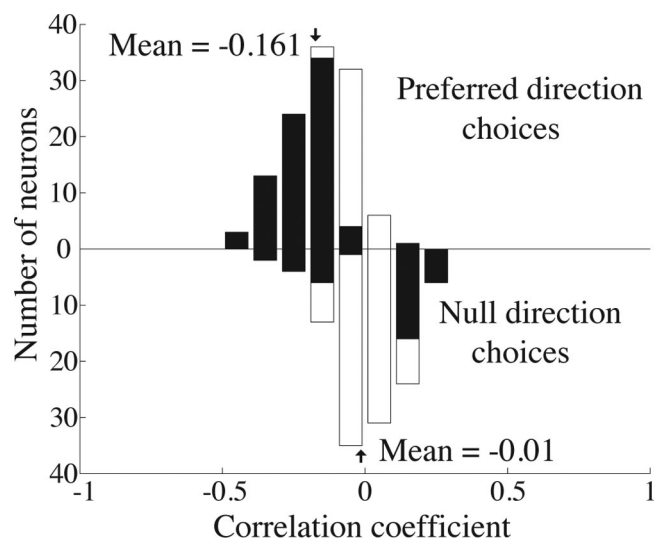 40
Mean = -0.161
30
Preferred direction
choices
20
10
Number of neurons
0
10
Null direction
choices
20
30
Mean = -0.01
40
-1
-0.5
0
0.5
1
Correlation coefficient